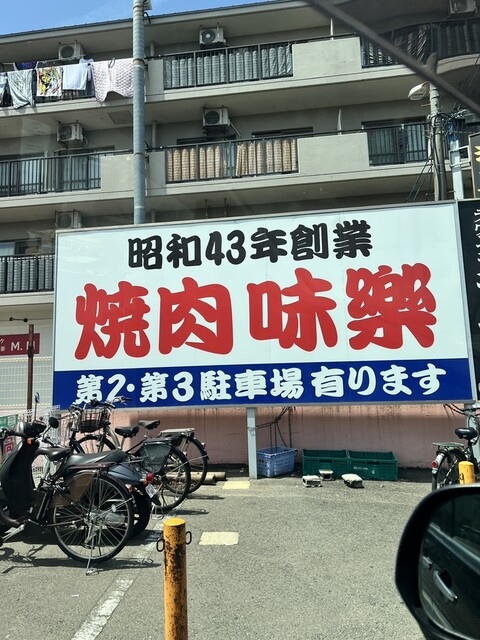 昭和43年創業
焼肉味樂
第2・第3駐車場有ります
M.M